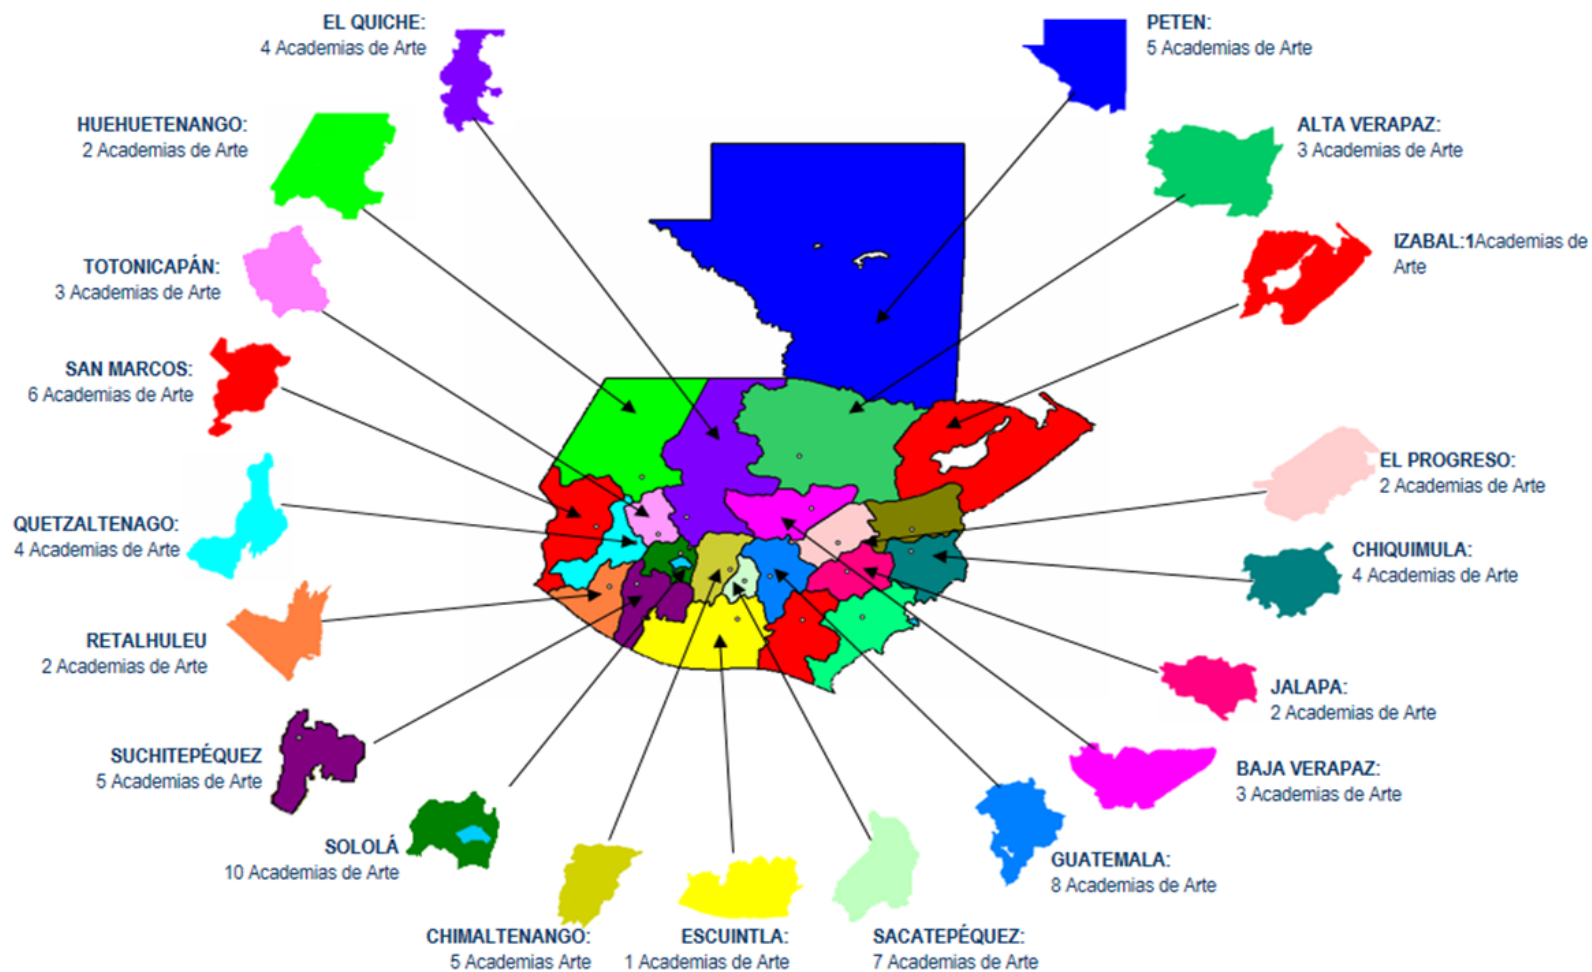 EL QUICHE:
4 Academias de Arte
PETEN:
5 Academias de Arte
HUEHUETENANGO:
2 Academias de Arte
ALTA VERAPAZ:
3 Academias de Arte
TOTONICAPÁN:
3 Academias de Arte
IZABAL:1Academias de
Arte
SAN MARCOS:
6 Academias de Arte
EL PROGRESO:
2 Academias de Arte
QUETZALTENAGO:
4 Academias de Arte
CHIQUIMULA:
4 Academias de Arte
RETALHULEU
2 Academias de Arte
JALAPA:
2 Academias de Arte
SUCHITEPÉQUEZ
5 Academias de Arte
BAJA VERAPAZ:
3 Academias de Arte
SOLOLÁ
10 Academias de Arte
GUATEMALA:
8 Academias de Arte
CHIMALTENANGO:
5 Academias Arte
ESCUINTLA:
1 Academias de Arte
SACATEPÉQUEZ:
7 Academias de Arte